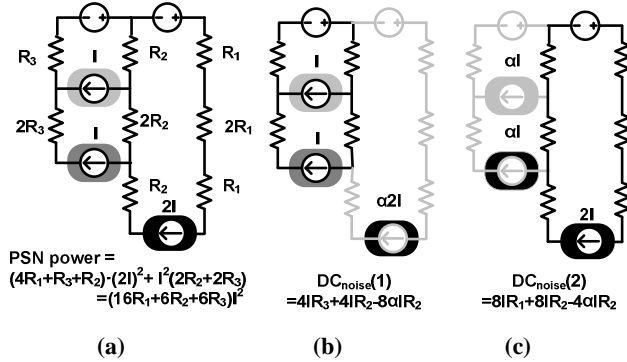 - +
- +
R3
I
R2
R1
2R3
I
2R2
2R1
R2
R1
2I
PSN power =
(4R1+R3+R2)·(2I)²+ I²(2R2+2R3)
=(16R1+6R2+6R3)I²
(a)
- +
- +
I
I
α2I
DCnoise(1)
=4IR3+4IR2-8αIR2
(b)
- +
- +
αI
αI
2I
DCnoise(2)
=8IR1+8IR2-4αIR2
(c)